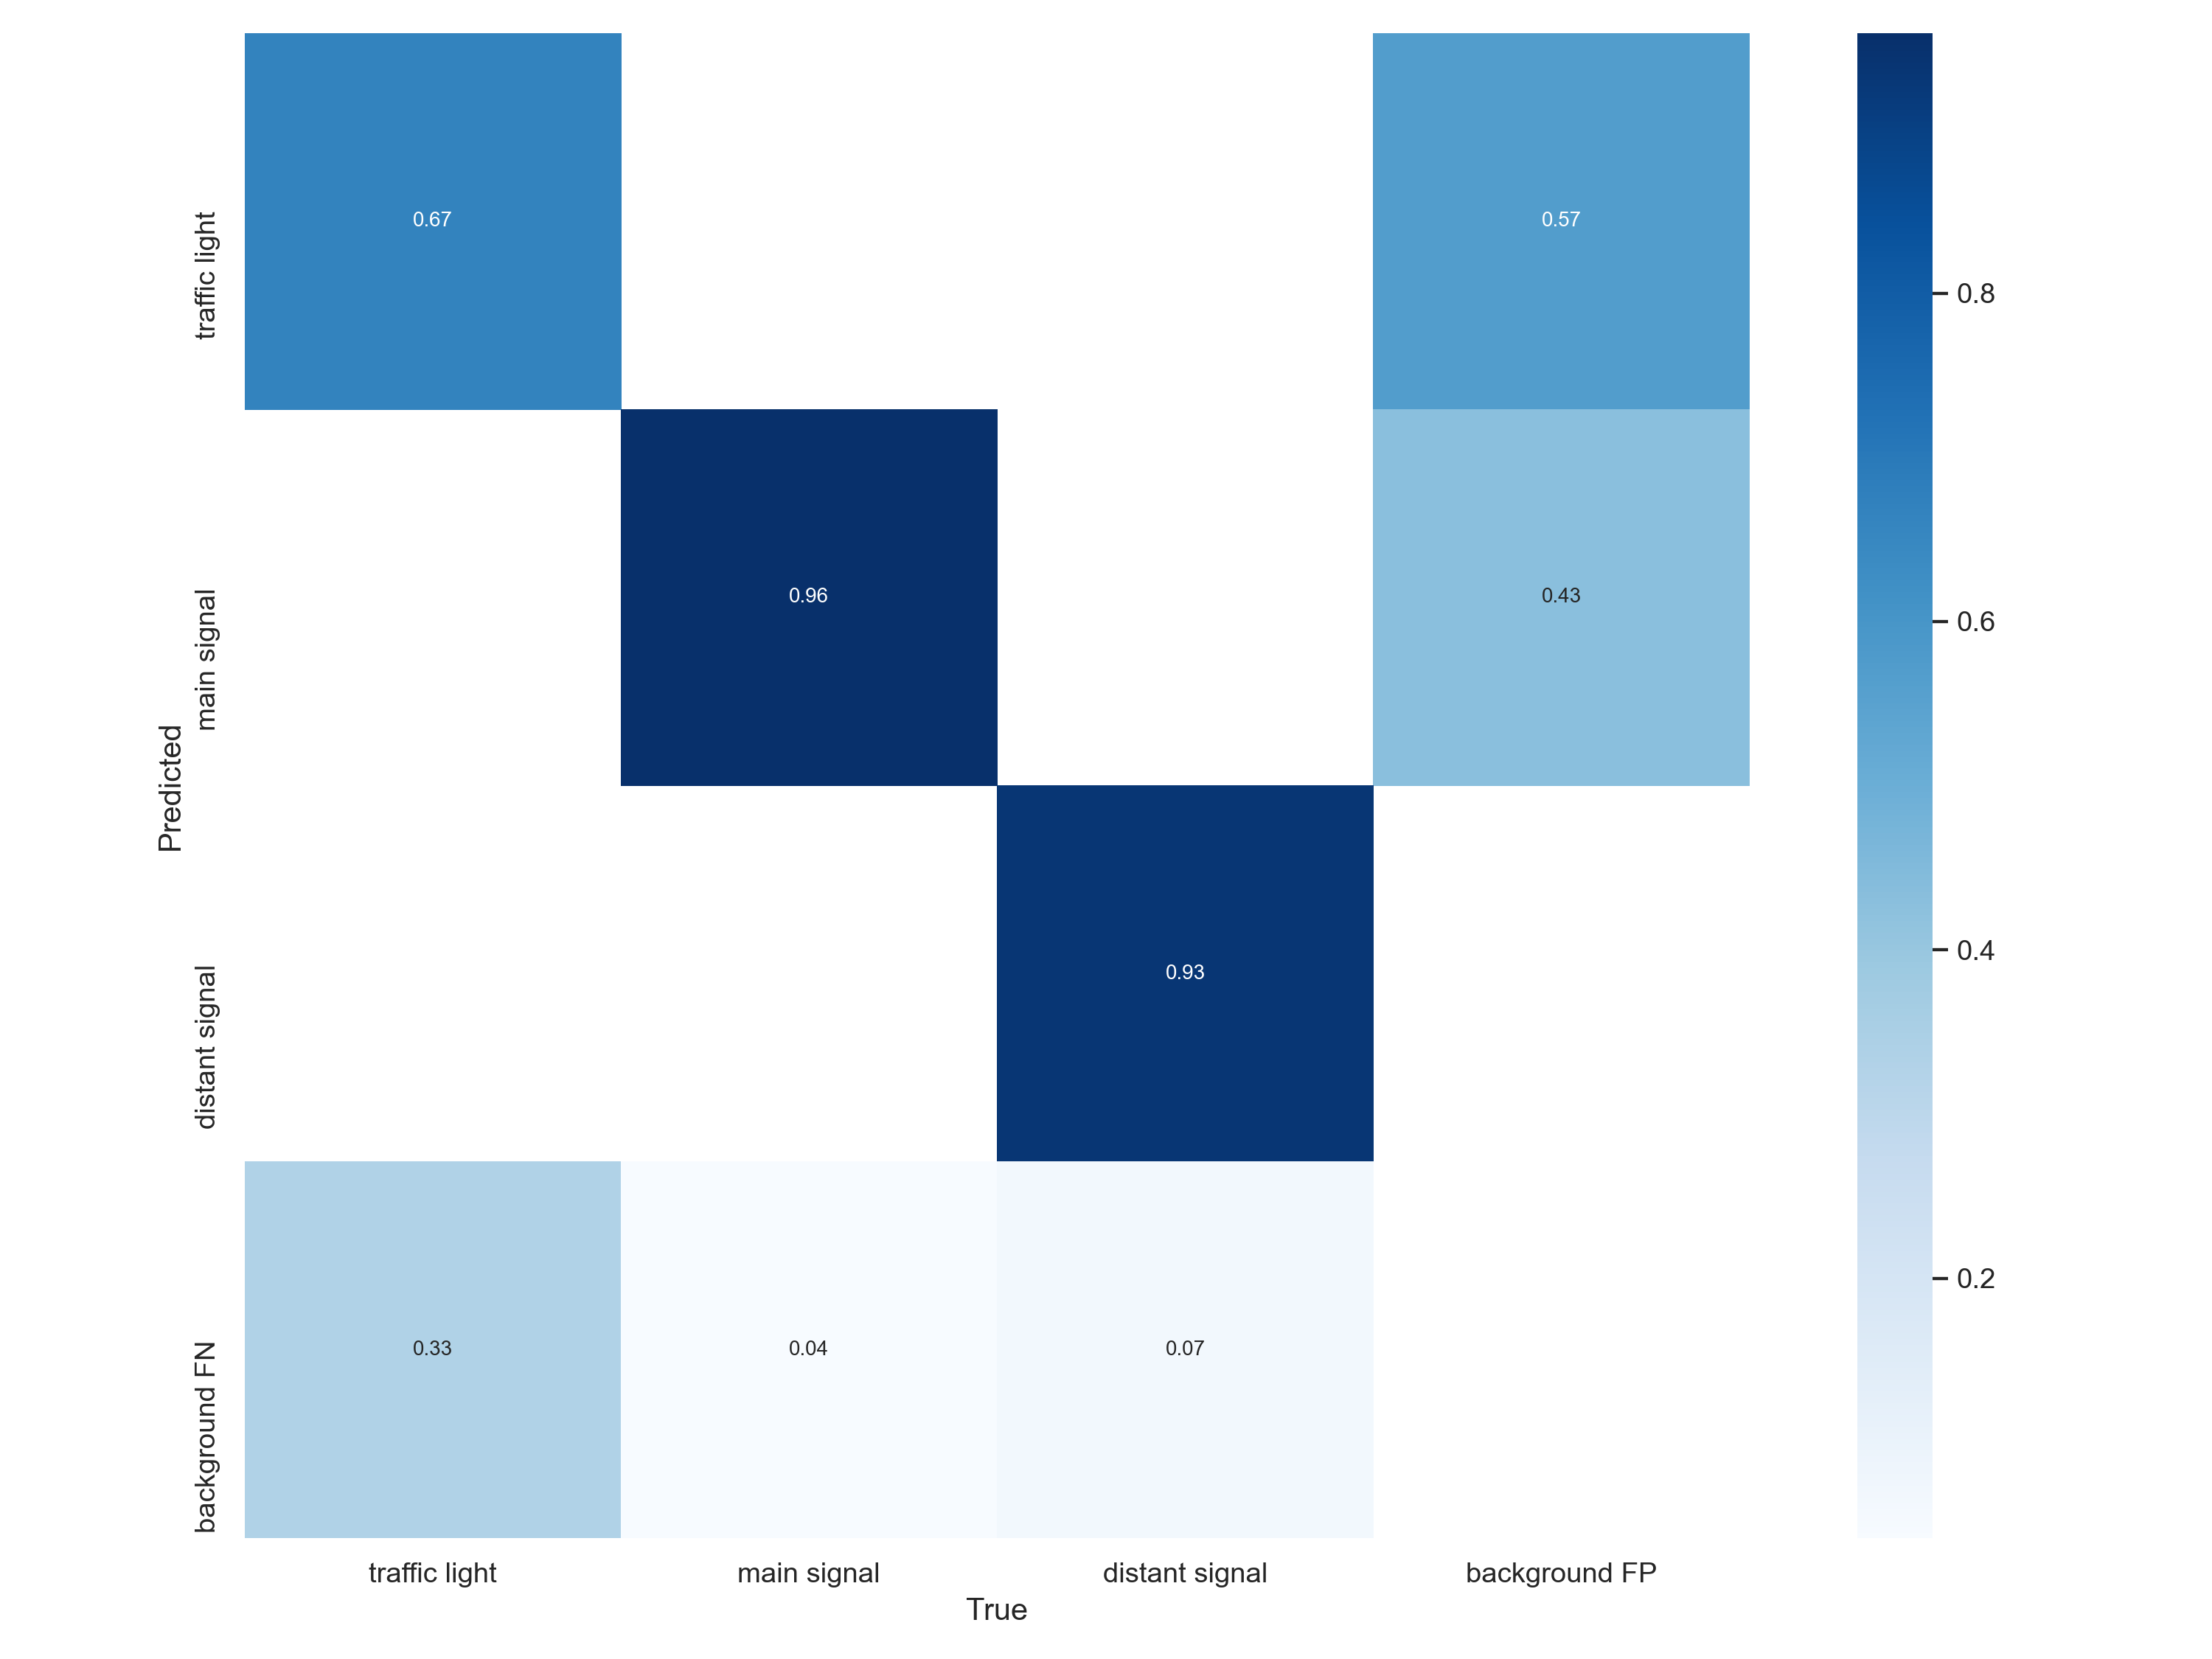 0.67
0.57
0.96
0.43
0.93
0.33
0.04
0.07
traffic light
main signal
distant signal
background FN
Predicted
traffic light
main signal
distant signal
background FP
True
0.8
0.6
0.4
0.2